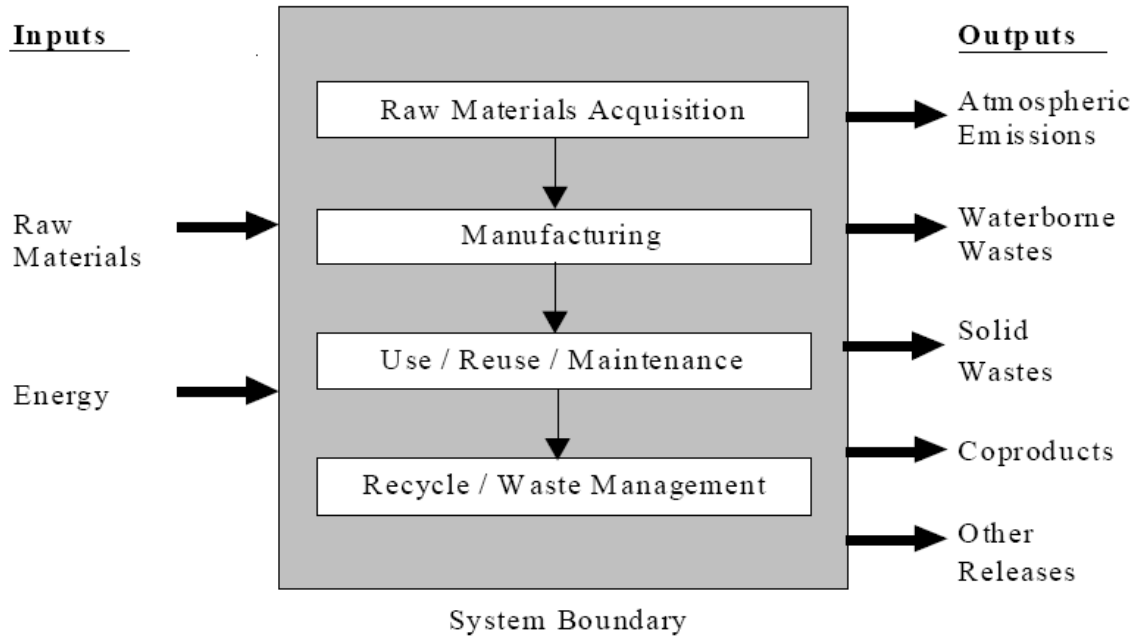 Inputs
Raw
Materials
Energy
Raw Materials Acquisition
Manufacturing
Use / Reuse / Maintenance
Recycle / Waste Management
System Boundary
Outputs
Atmospheric
Emissions
Waterborne
Wastes
Solid
Wastes
Coproducts
Other
Releases